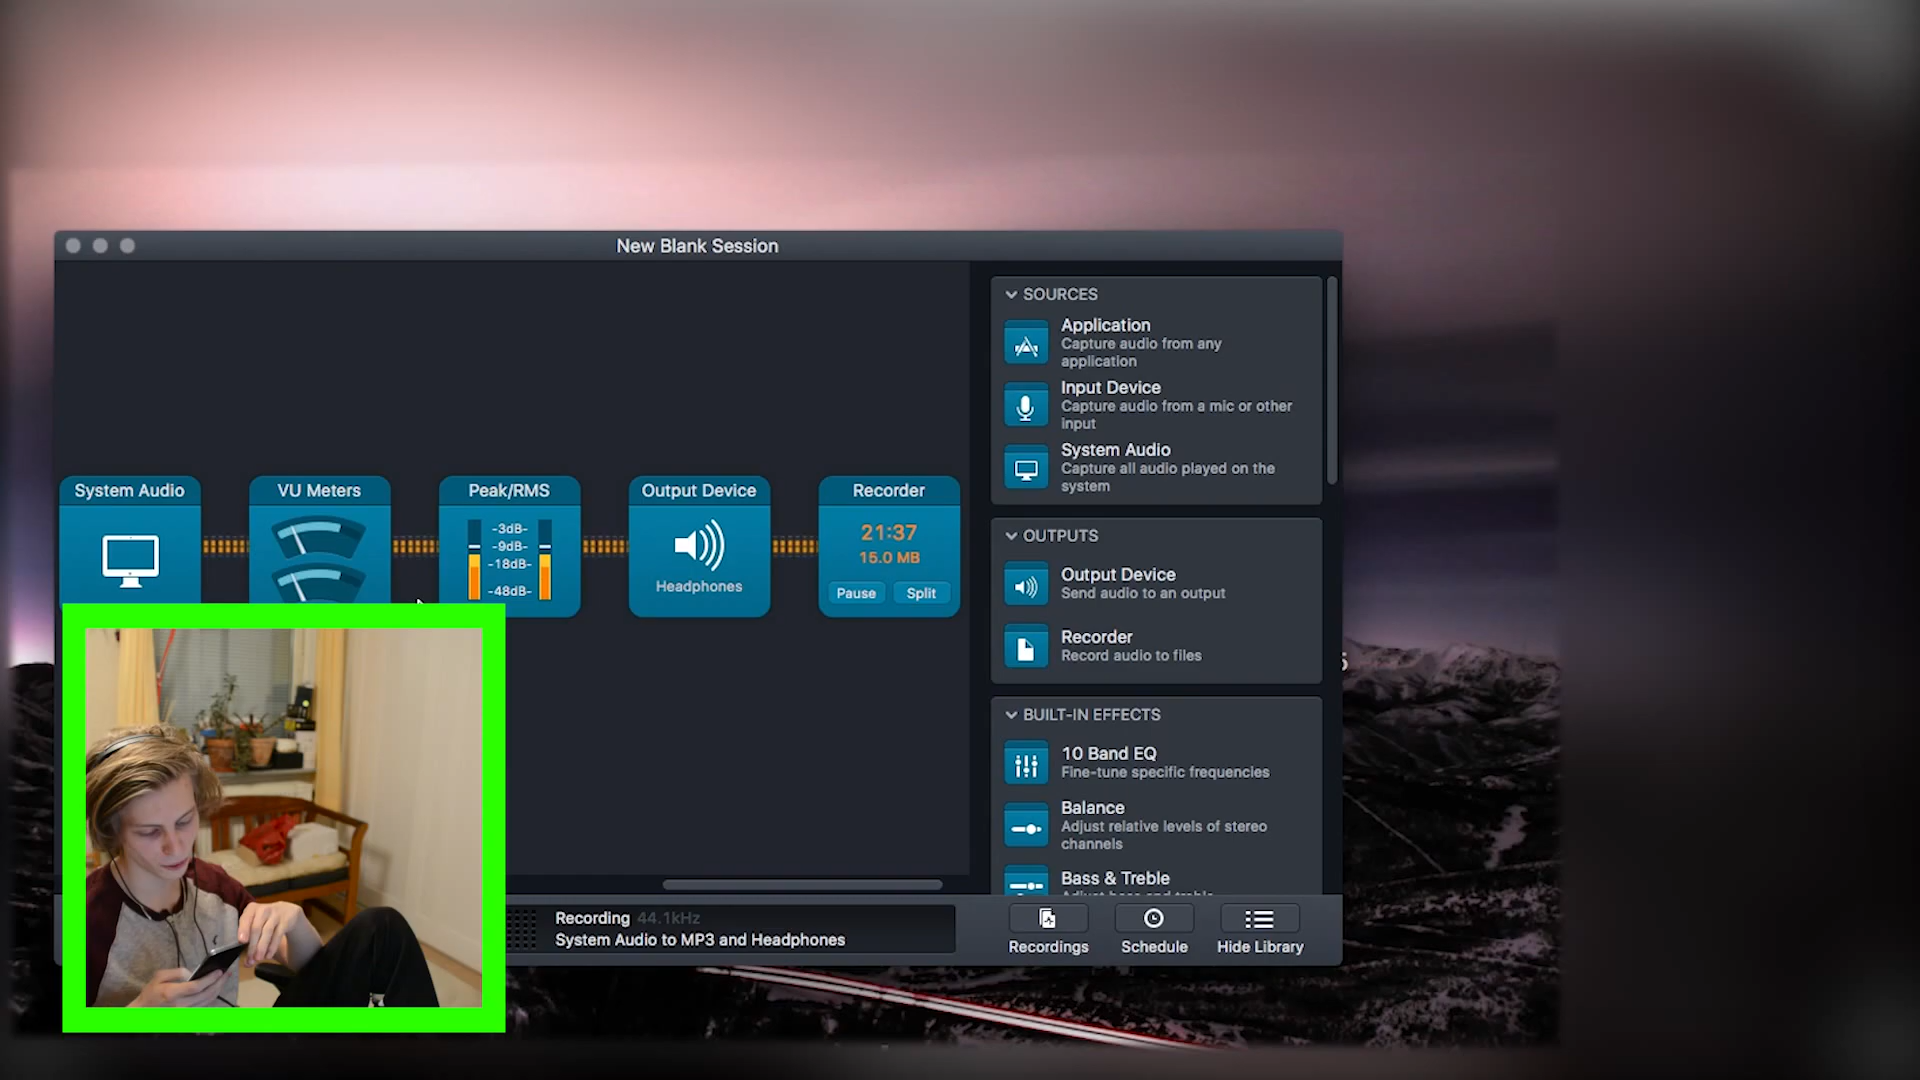 New Blank Session
System Audio
VU Meters
Peak/RMS
-3dB-
-9dB-
-18dB-
-48dB-
Output Device
Headphones
Recorder
21:37
15.0 MB
Pause
Split
SOURCES
Application
Capture audio from any
application
Input Device
Capture audio from a mic or other
input
System Audio
Capture all audio played on the
system
OUTPUTS
Output Device
Send audio to an output
Recorder
Record audio to files
BUILT-IN EFFECTS
10 Band EQ
Fine-tune specific frequencies
Balance
Adjust relative levels of stereo
channels
Bass & Treble
Recording 44.1kHz
System Audio to MP3 and Headphones
Recordings
Schedule
Hide Library